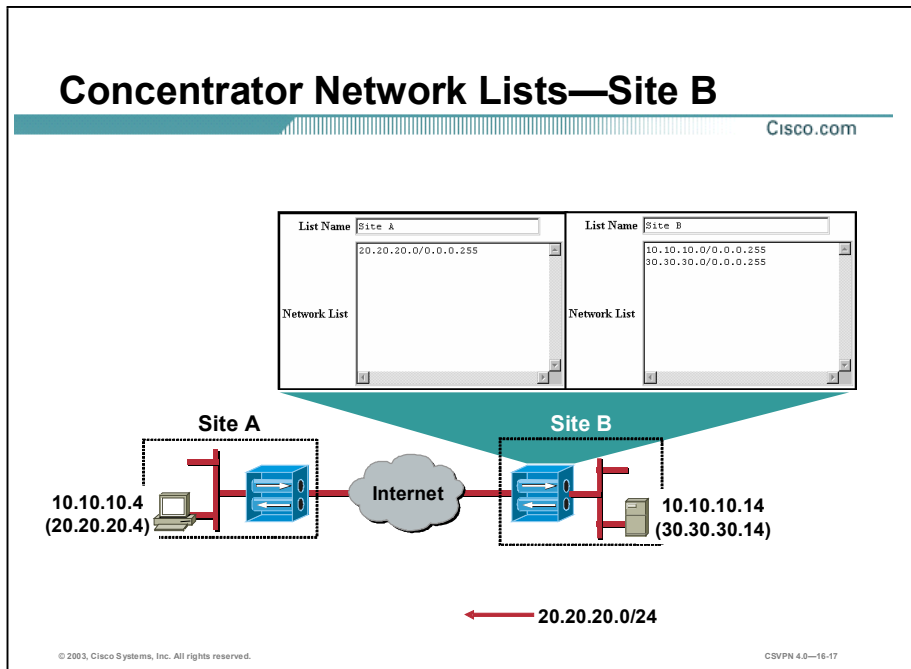 Concentrator Network Lists—Site B
Cisco.com
List Name Site A
20.20.20.0/0.0.0.255
Network List
List Name Site B
10.10.10.0/0.0.0.255
30.30.30.0/0.0.0.255
Network List
Site A
Site B
10.10.10.4
(20.20.20.4)
Internet
10.10.10.14
(30.30.30.14)
20.20.20.0/24
© 2003, Cisco Systems, Inc. All rights reserved.
CSVPN 4.0—16-17